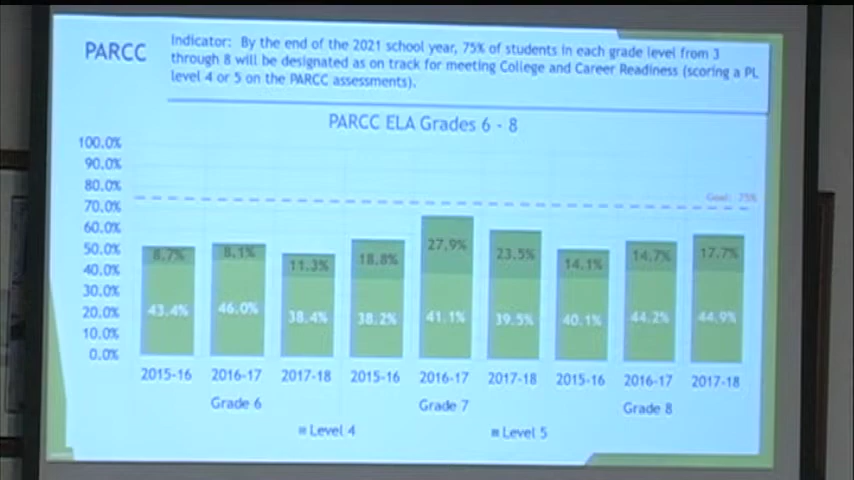 PARCC
Indicator: By the end of the 2021 school year, 75% of students in each grade level from 3
through 8 will be designated as on track for meeting College and Career Readiness (scoring a PL
level 4 or 5 on the PARCC assessments).
PARCC ELA Grades 6 - 8
100.0%
90.0%
80.0%
70.0%
60.0%
50.0%
40.0%
30.0%
20.0%
10.0%
0.0%
Goal: 75%
8.7% 8.1% 11.3% 18.8% 27.9% 23.5% 14.1% 14.7% 17.7%
43.4% 46.0% 38.4% 38.2% 41.1% 39.5% 40.1% 44.2% 44.9%
2015-16 2016-17 2017-18 2015-16 2016-17 2017-18 2015-16 2016-17 2017-18
Grade 6 Grade 7 Grade 8
Level 4 Level 5